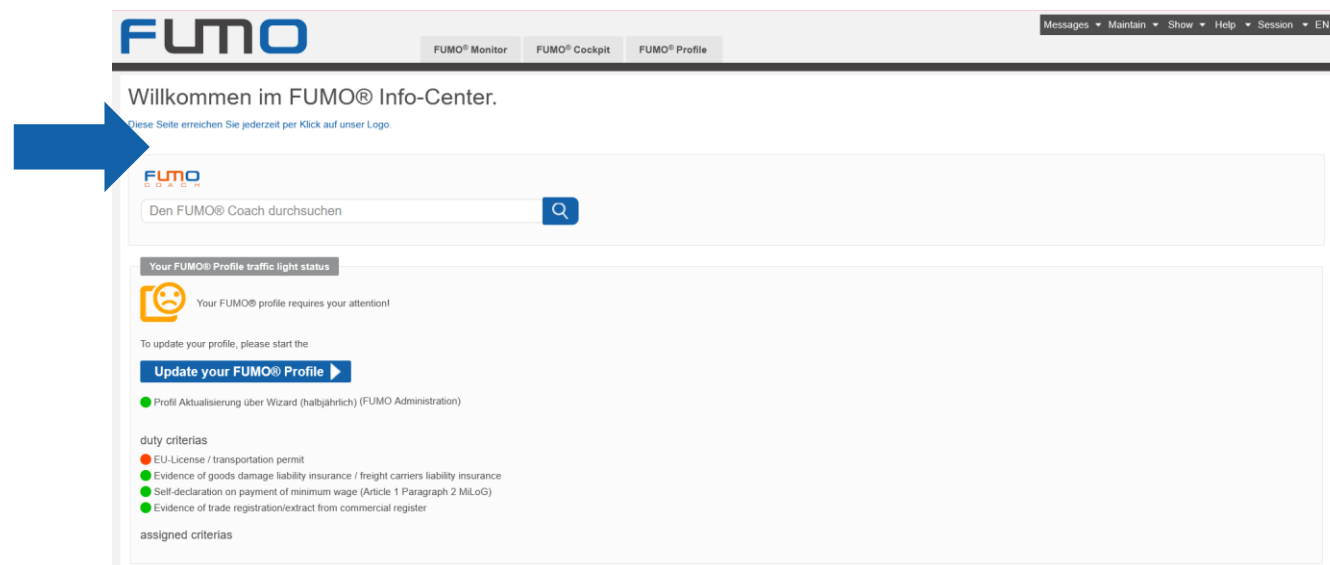 FUMO
Messages Maintain Show Help Session EN
FUMO® Monitor FUMO® Cockpit FUMO® Profile
Willkommen im FUMO® Info-Center.
Diese Seite erreichen Sie jederzeit per Klick auf unser Logo.
FUMO
COACH
Den FUMO® Coach durchsuchen
Your FUMO® Profile traffic light status
Your FUMO® profile requires your attention!
To update your profile, please start the
Update your FUMO® Profile
Profil Aktualisierung über Wizard (halbjährlich) (FUMO Administration)
duty criterias
EU-License / transportation permit
Evidence of goods damage liability insurance / freight carriers liability insurance
Self-declaration on payment of minimum wage (Article 1 Paragraph 2 MiLoG)
Evidence of trade registration/extract from commercial register
assigned criterias